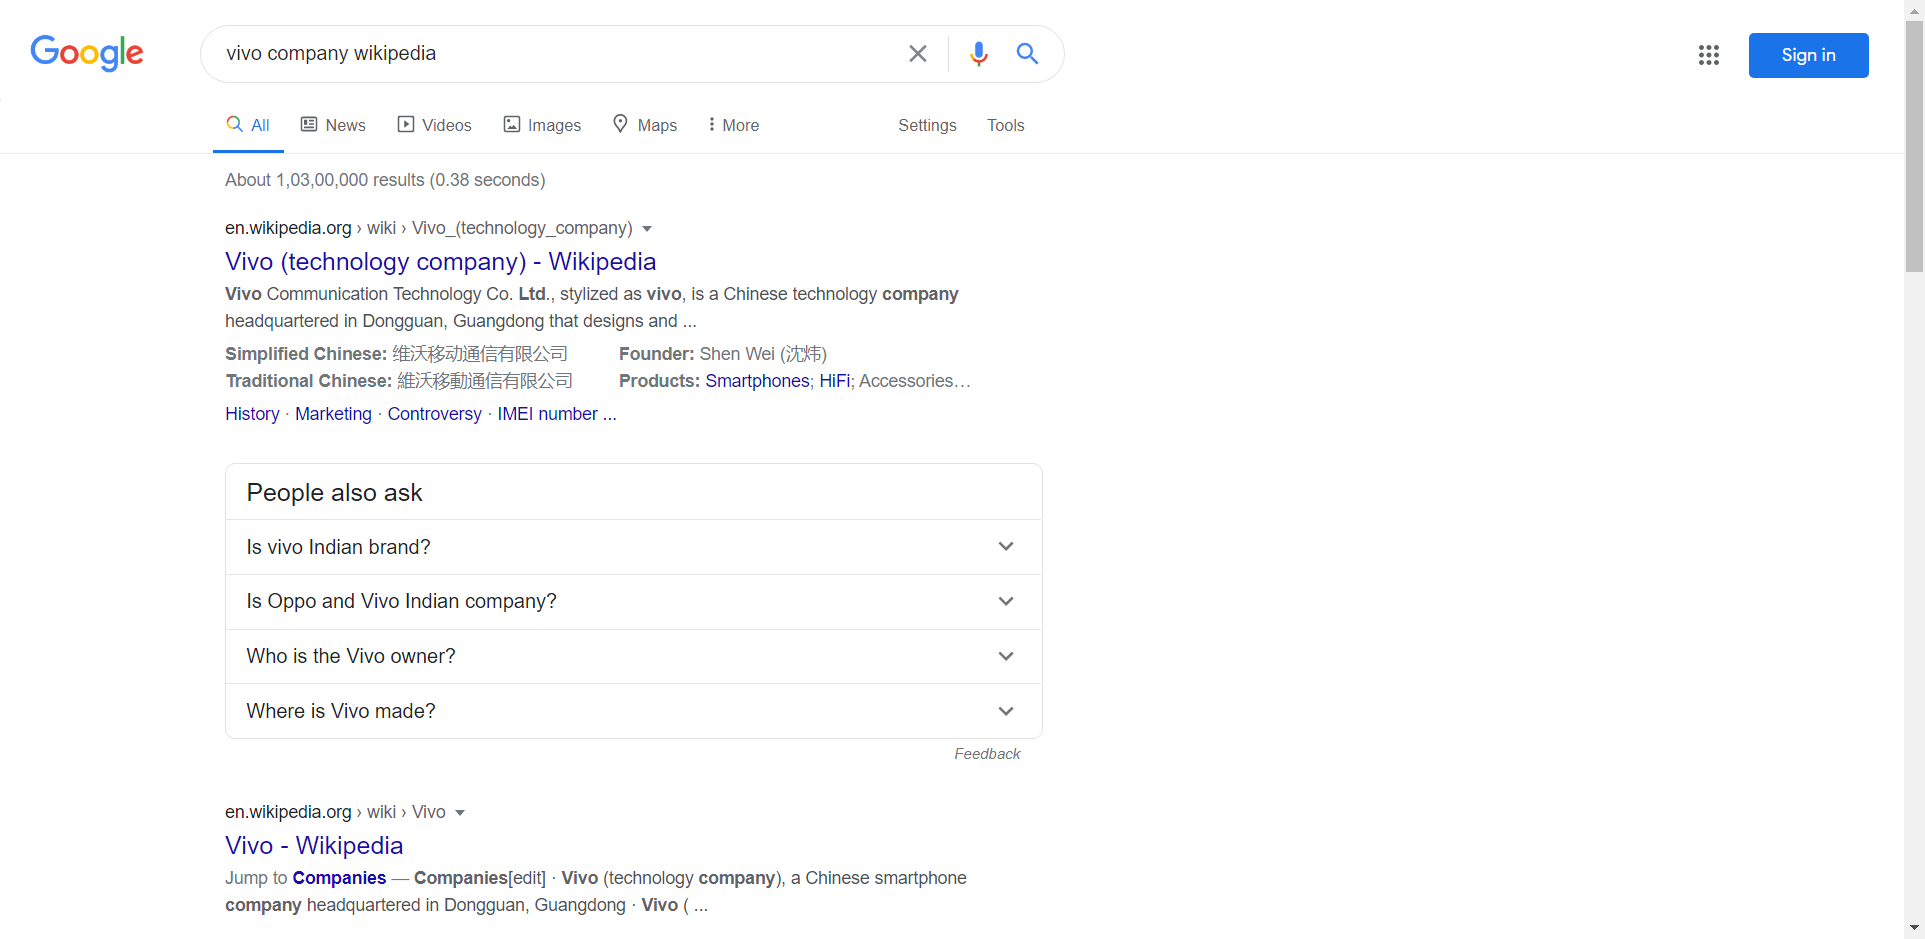 Google
vivo company wikipedia
Sign in
All
News
Videos
Images
Maps
More
Settings
Tools
About 1,03,00,000 results (0.38 seconds)
en.wikipedia.org › wiki › Vivo_(technology_company)
Vivo (technology company) - Wikipedia
Vivo Communication Technology Co. Ltd., stylized as vivo, is a Chinese technology company
headquartered in Dongguan, Guangdong that designs and ...
Simplified Chinese: 维沃移动通信有限公司 Founder: Shen Wei (沈炜)
Traditional Chinese: 維沃移動通信有限公司 Products: Smartphones; HiFi; Accessories…
History · Marketing · Controversy · IMEI number ...
People also ask
Is vivo Indian brand?
Is Oppo and Vivo Indian company?
Who is the Vivo owner?
Where is Vivo made?
Feedback
en.wikipedia.org › wiki › Vivo
Vivo - Wikipedia
Jump to Companies — Companies[edit] · Vivo (technology company), a Chinese smartphone
company headquartered in Dongguan, Guangdong · Vivo ( ...